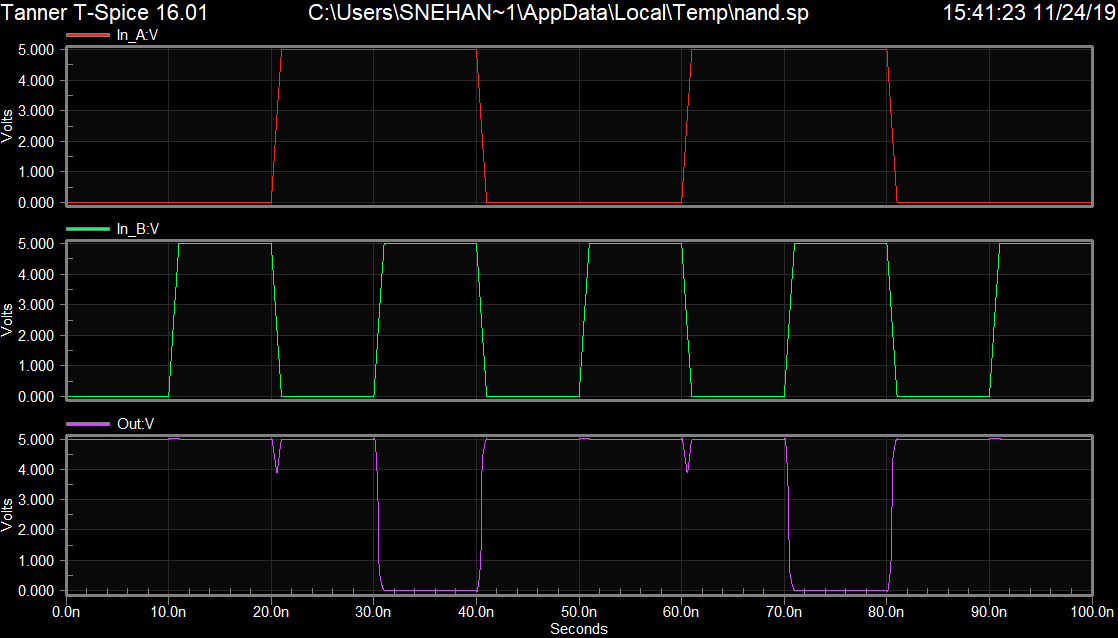 Tanner T-Spice 16.01 C:\Users\SNEHAN~1\AppData\Local\Temp\nand.sp 15:41:23 11/24/19
In_A:V
5.000
4.000
3.000
2.000
1.000
0.000
Volts
In_B:V
5.000
4.000
3.000
2.000
1.000
0.000
Volts
Out:V
5.000
4.000
3.000
2.000
1.000
0.000
Volts
0.0n 10.0n 20.0n 30.0n 40.0n 50.0n 60.0n 70.0n 80.0n 90.0n 100.0n
Seconds